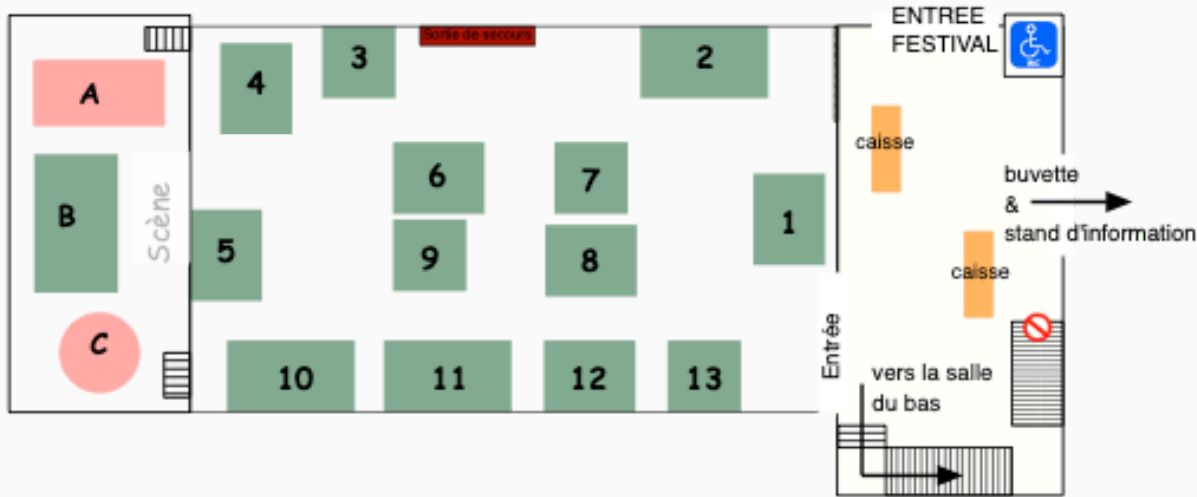 ENTREE
FESTIVAL
WC
Sortie de secours
A
4
3
2
caisse
6
7
buvette
&
stand d'information
B
Scène
5
9
8
1
caisse
C
Entrée
10
11
12
13
vers la salle
du bas